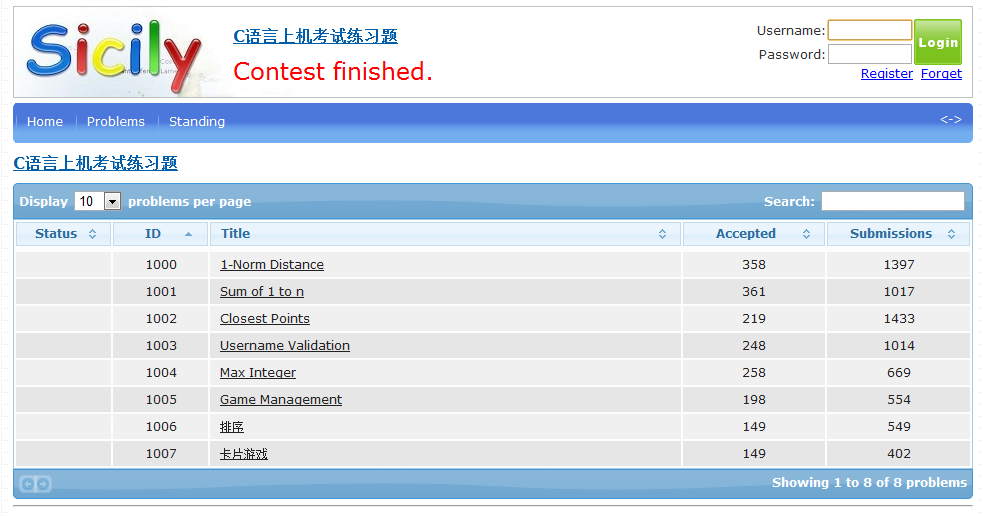 Sicily
C语言上机考试练习题
Contest finished.
Username:
Password:
Login
Register Forget
Home Problems Standing <->
C语言上机考试练习题
Display 10 problems per page Search:
Status ID Title Accepted Submissions
1000 1-Norm Distance 358 1397
1001 Sum of 1 to n 361 1017
1002 Closest Points 219 1433
1003 Username Validation 248 1014
1004 Max Integer 258 669
1005 Game Management 198 554
1006 排序 149 549
1007 卡片游戏 149 402
Showing 1 to 8 of 8 problems